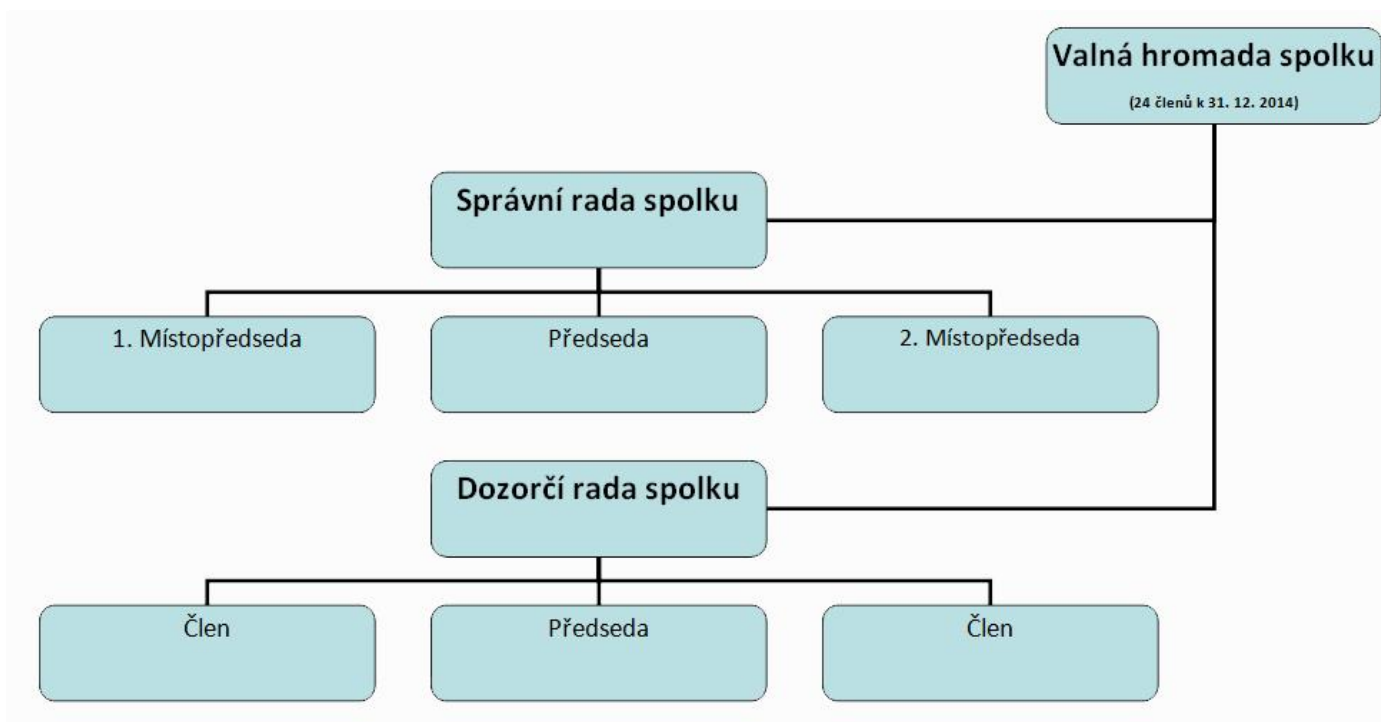 Valná hromada spolku
(24 členů k 31. 12. 2014)
Správní rada spolku
1. Místopředseda
Předseda
2. Místopředseda
Dozorčí rada spolku
Člen
Předseda
Člen